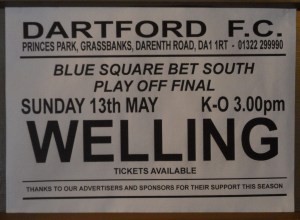 DARTFORD F.C.
PRINCES PARK, GRASSBANKS, DARENTH ROAD, DA1 1RT - 01322 299990
BLUE SQUARE BET SOUTH
PLAY OFF FINAL
SUNDAY 13th MAY K-O 3.00pm
WELLING
TICKETS AVAILABLE
THANKS TO OUR ADVERTISERS AND SPONSORS FOR THEIR SUPPORT THIS SEASON